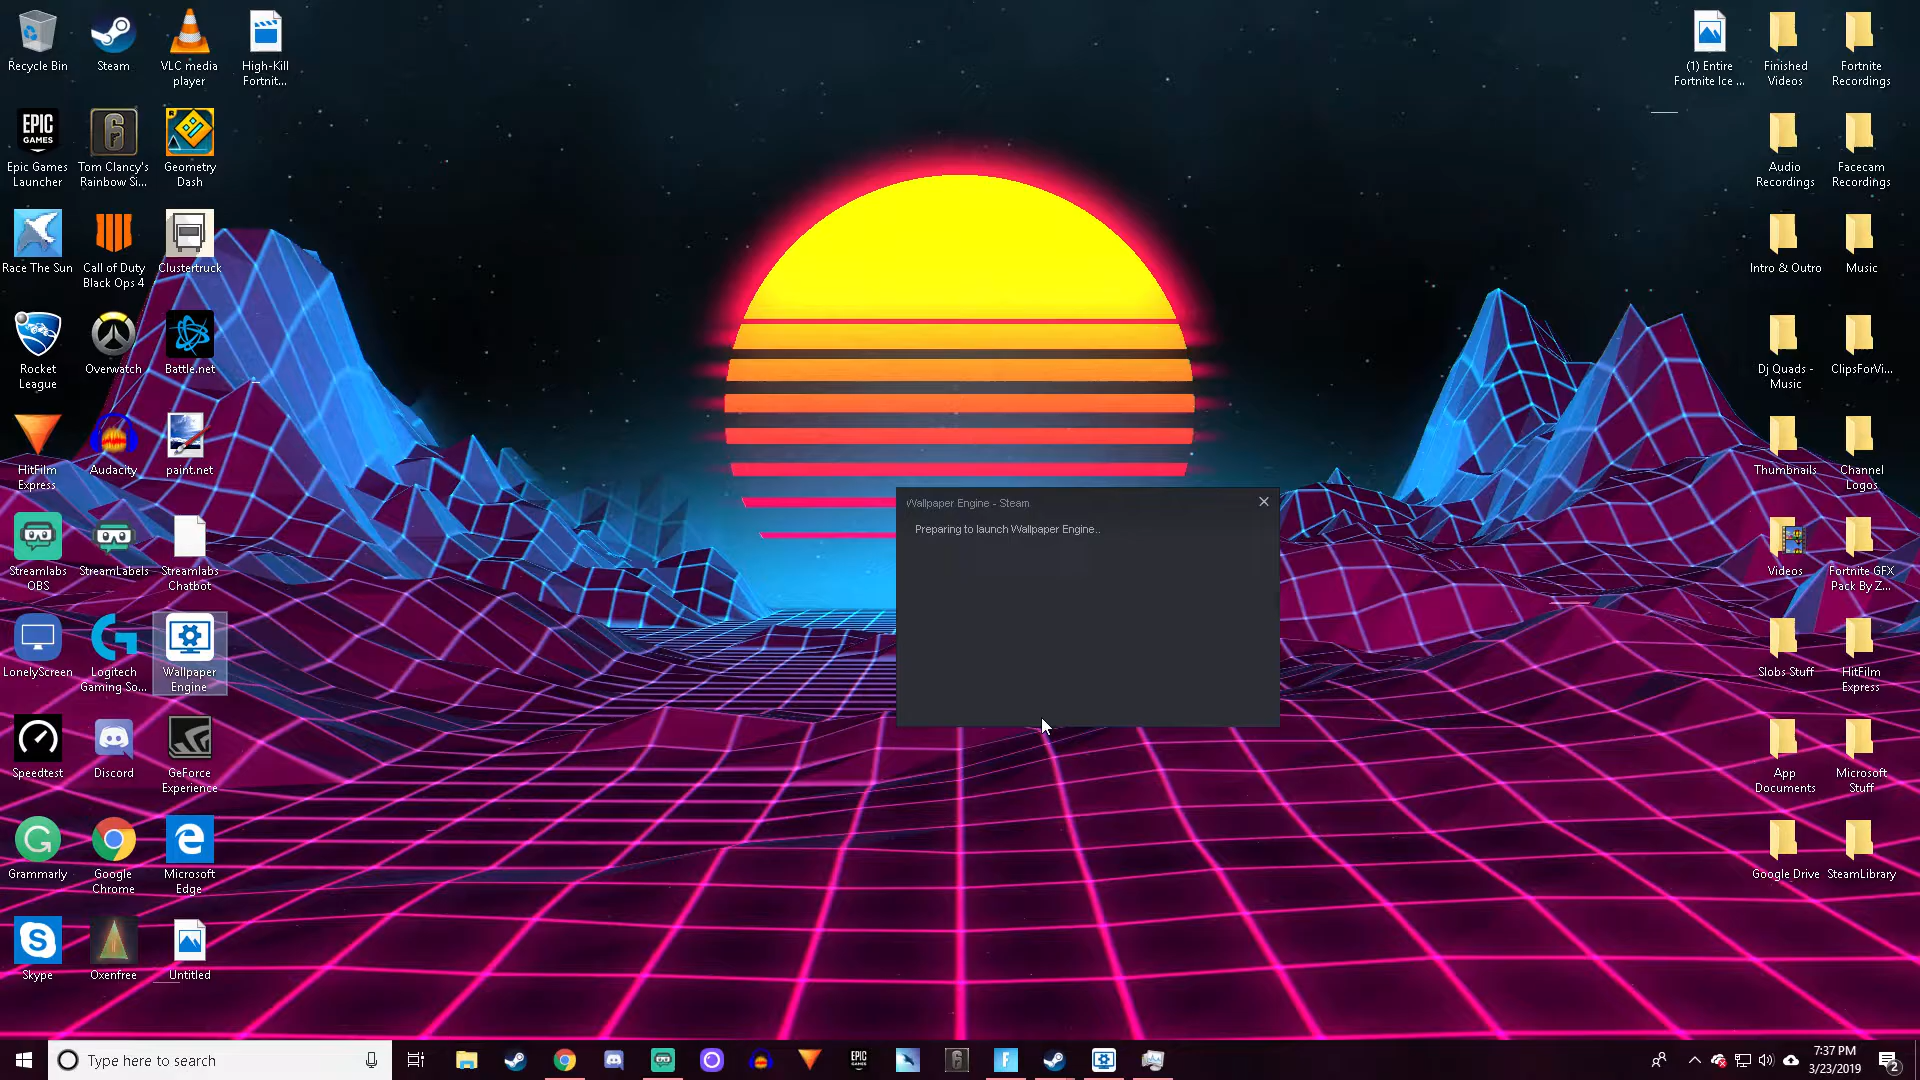 Recycle Bin
Steam
VLC media
player
High-Kill
Fortnit...
EPIC
GAMES
Epic Games
Launcher
6
Tom Clancy's
Rainbow Si...
Geometry
Dash
Race The Sun
Call of Duty
Black Ops 4
Clustertruck
Rocket
League
Overwatch
Battle.net
HitFilm
Express
Audacity
paint.net
Streamlabs
OBS
StreamLabels
Streamlabs
Chatbot
LonelyScreen
Logitech
Gaming So...
Wallpaper
Engine
Speedtest
Discord
GeForce
Experience
Grammarly
Google
Chrome
Microsoft
Edge
Skype
Oxenfree
Untitled
Wallpaper Engine - Steam
Preparing to launch Wallpaper Engine..
(1) Entire
Fortnite Ice ...
Finished
Videos
Fortnite
Recordings
Audio
Recordings
Facecam
Recordings
Intro & Outro
Music
Dj Quads -
Music
ClipsForVi...
Thumbnails
Channel
Logos
Videos
Fortnite GFX
Pack By Z...
Slobs Stuff
HitFilm
Express
App
Documents
Microsoft
Stuff
Google Drive
SteamLibrary
Type here to search
EPIC
GAMES
7:37 PM
3/23/2019
2